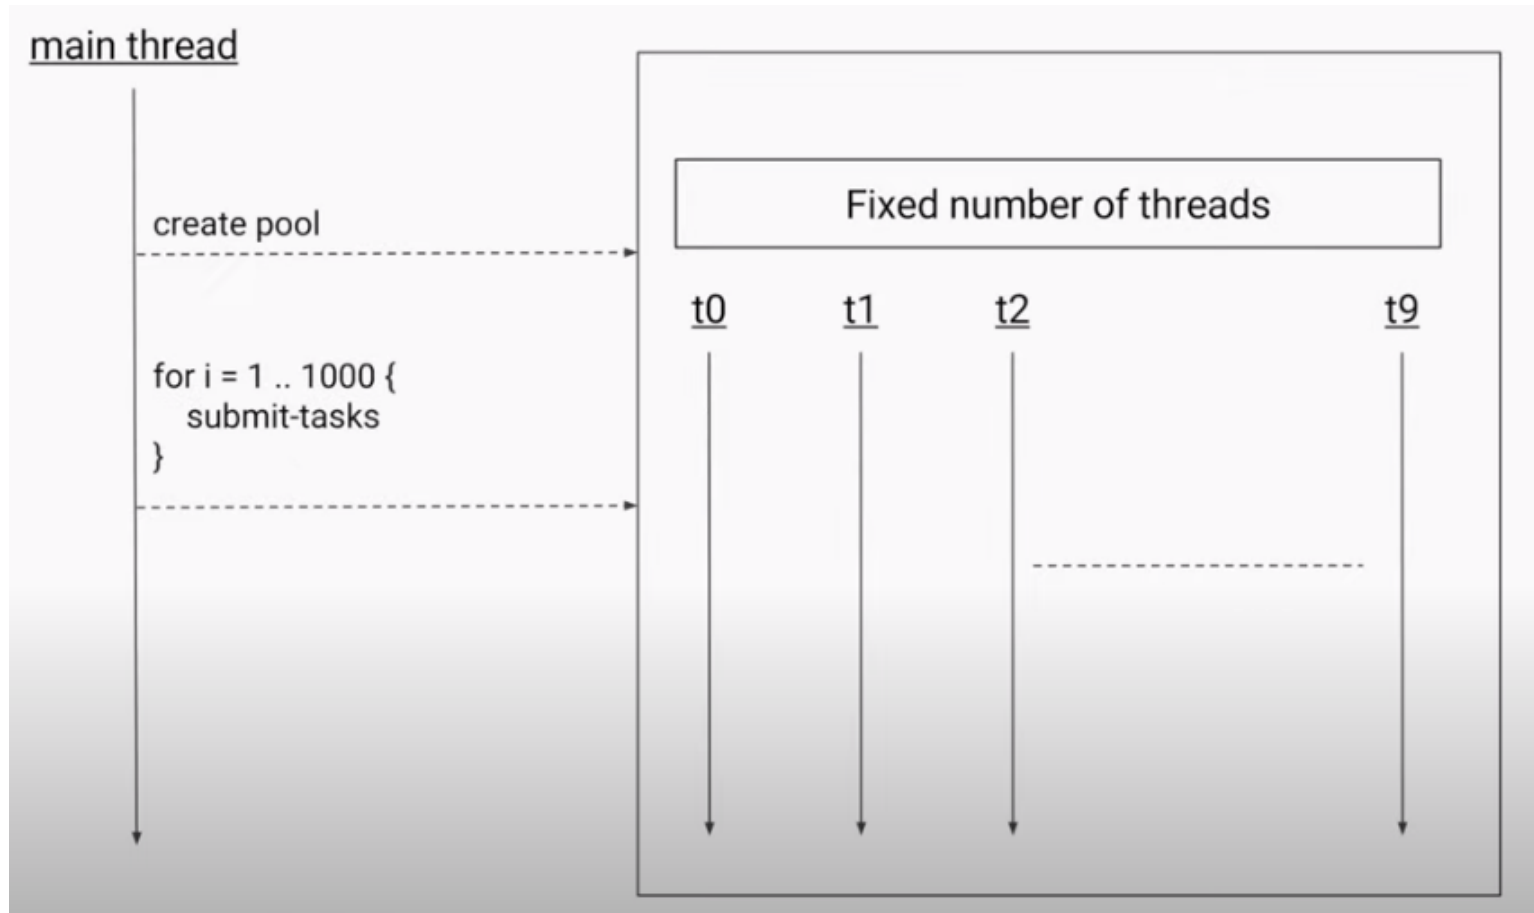 main thread
create pool
for i = 1 .. 1000 {
submit-tasks
}
Fixed number of threads
t0 t1 t2 t9